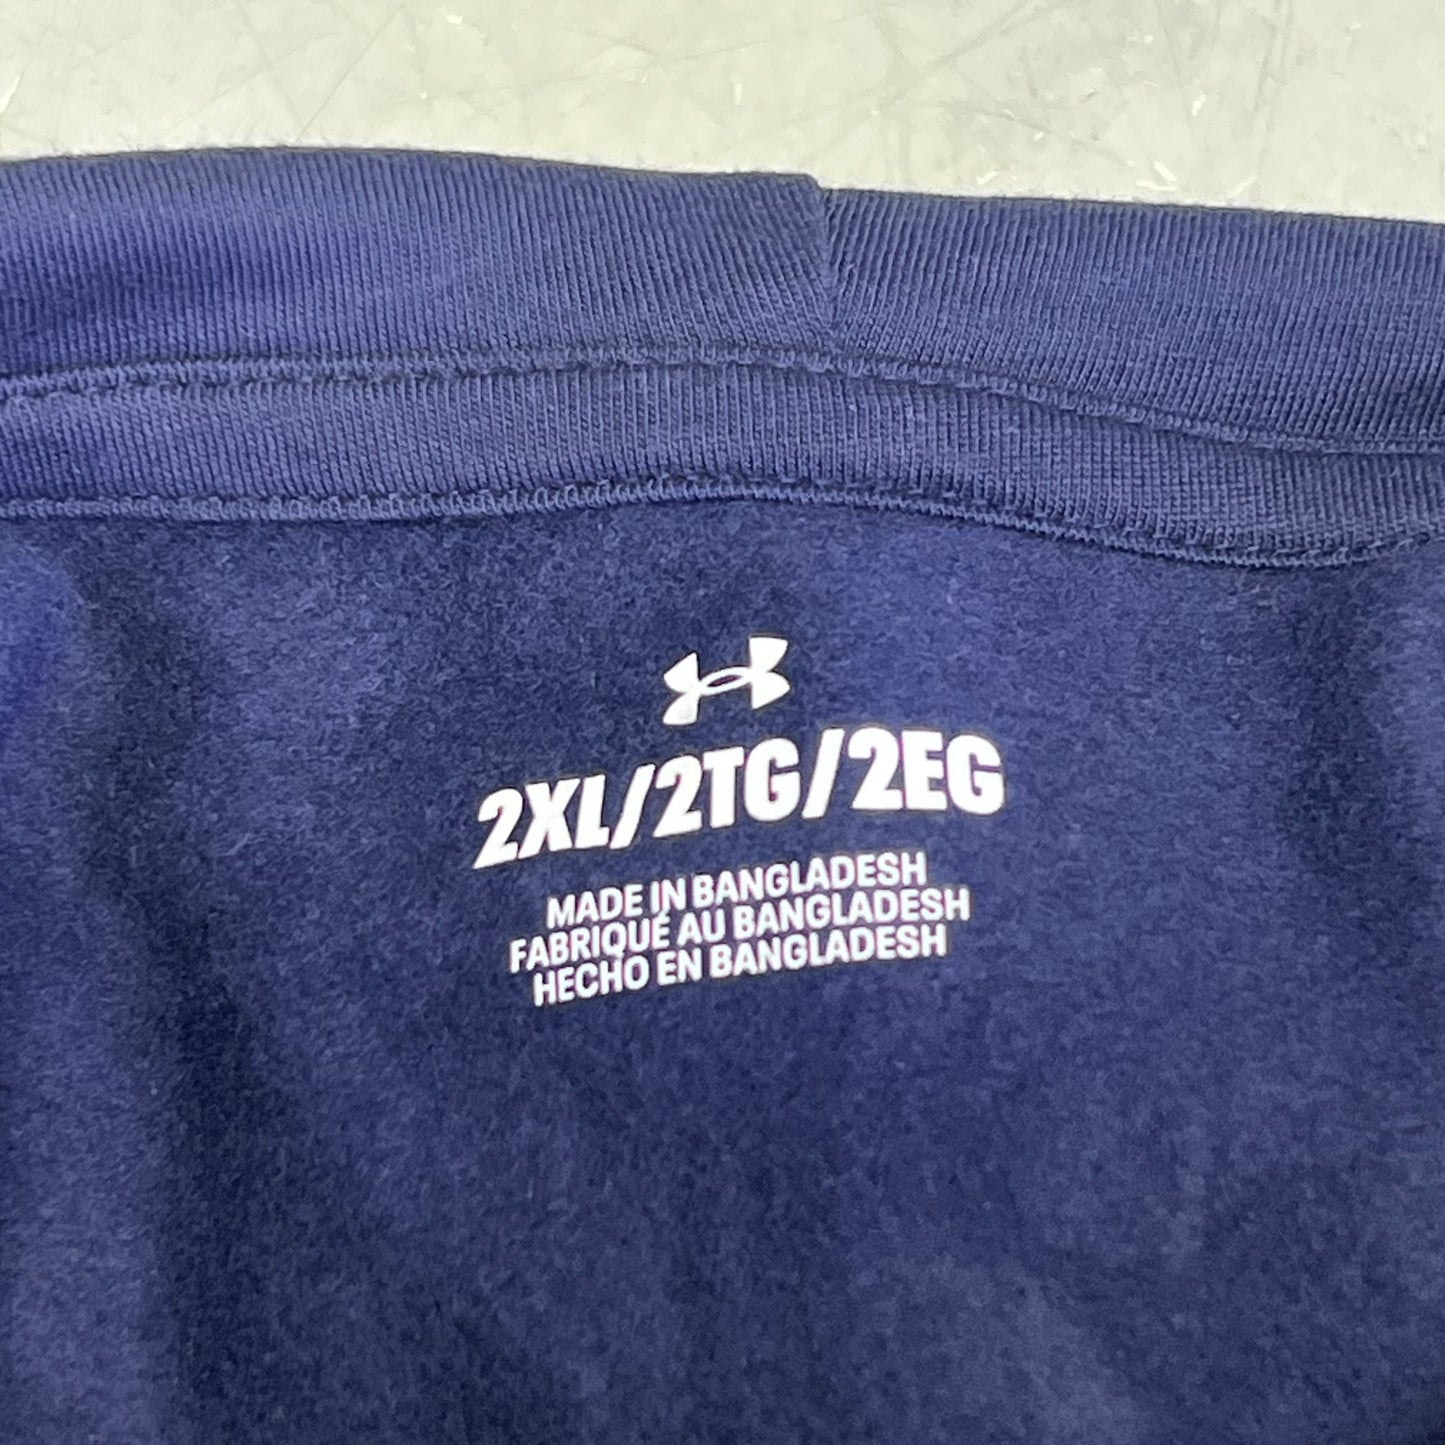 2XL/2TG/2EG
MADE IN BANGLADESH
FABRIQUÉ AU BANGLADESH
HECHO EN BANGLADESH